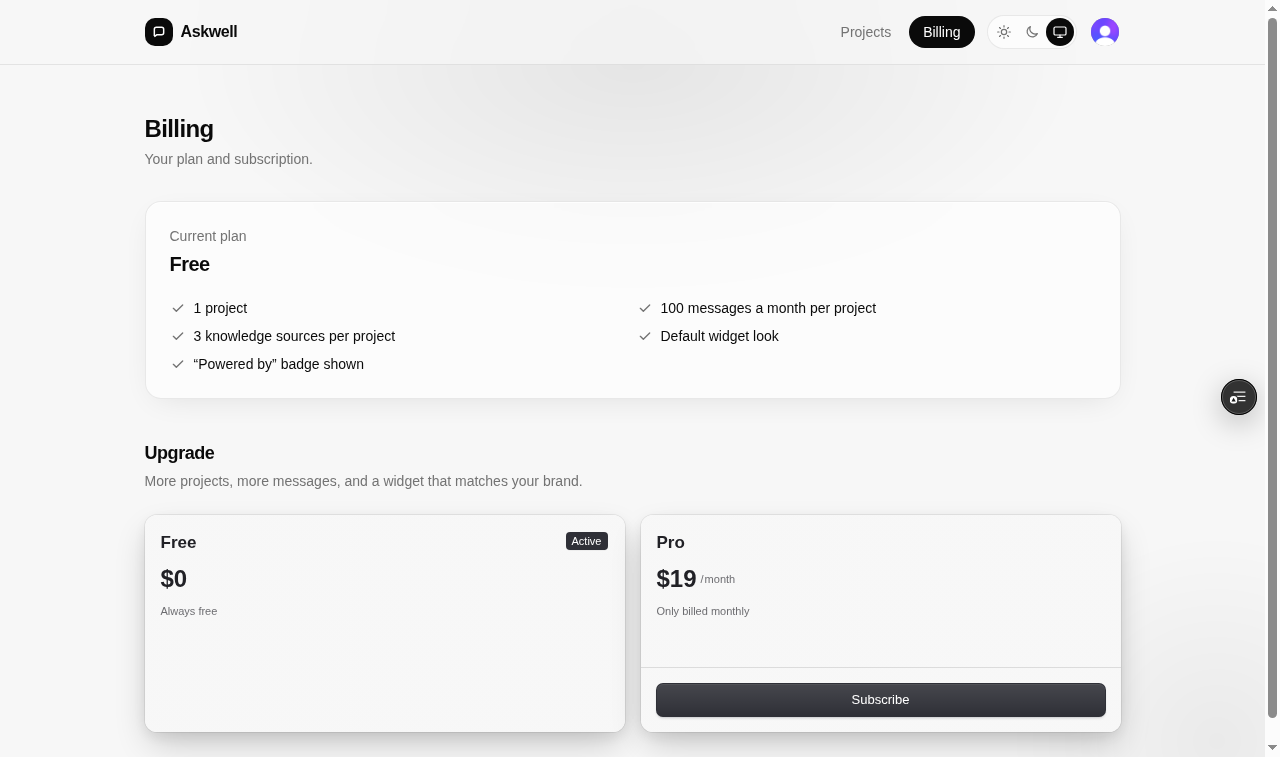 Askwell
Projects
Billing
Billing
Your plan and subscription.
Current plan
Free
1 project
100 messages a month per project
3 knowledge sources per project
Default widget look
“Powered by” badge shown
Upgrade
More projects, more messages, and a widget that matches your brand.
Free
Active
$0
Always free
Pro
$19 /month
Only billed monthly
Subscribe